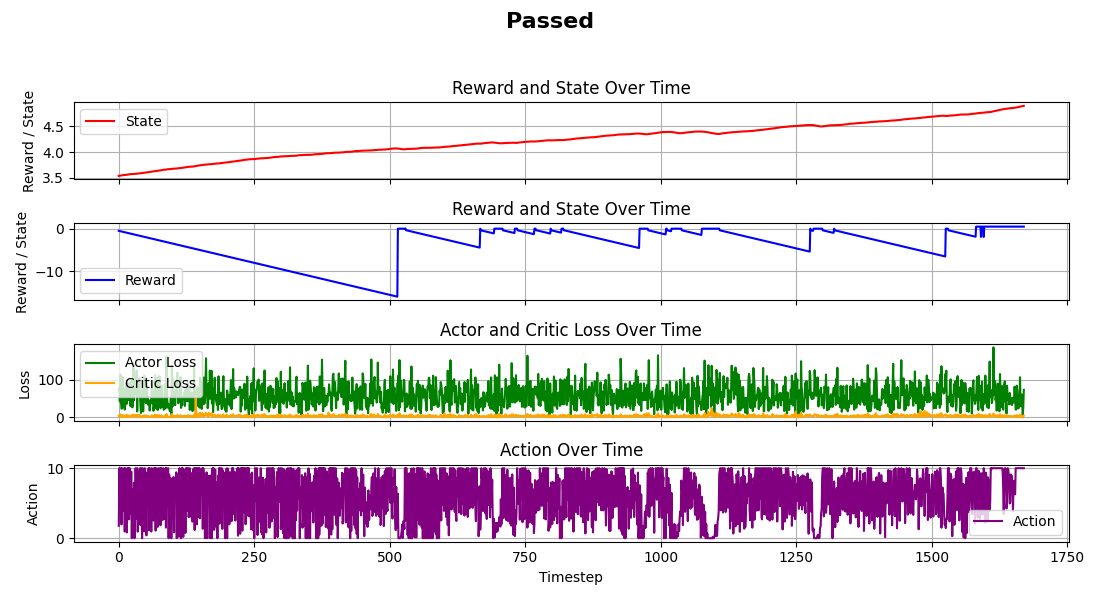 Passed
Reward and State Over Time
Reward / State
4.5
4.0
3.5
State
Reward and State Over Time
Reward / State
0
−10
Reward
Actor and Critic Loss Over Time
Loss
100
0
Actor Loss
Critic Loss
Action Over Time
Action
10
0
Action
0 250 500 750 1000 1250 1500 1750
Timestep